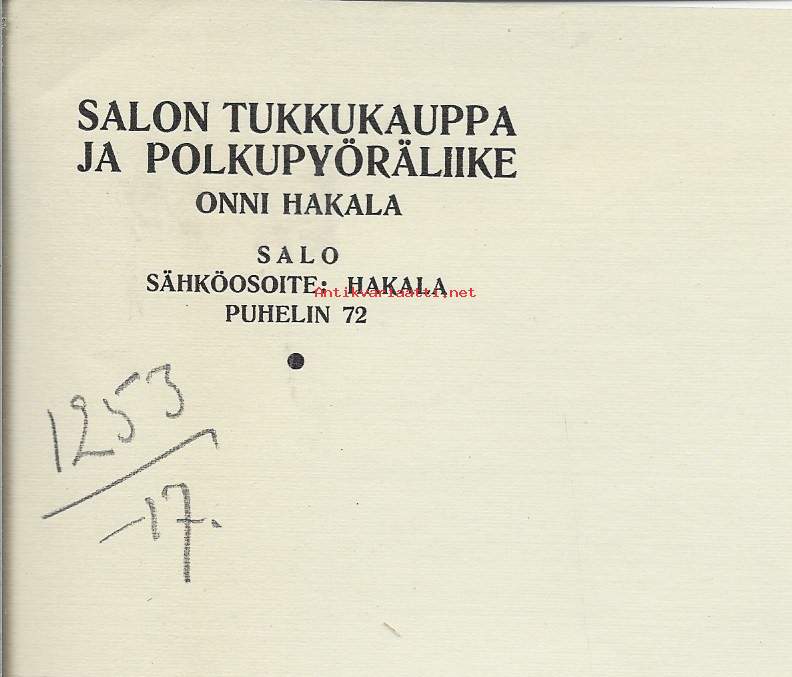 SALON TUKKUKAUPPA
JA POLKUPYÖRÄLIIKE
ONNI HAKALA
SALO
SÄHKÖOSOITE: HAKALA
Antikvariaatti.net
PUHELIN 72
1253
-17.